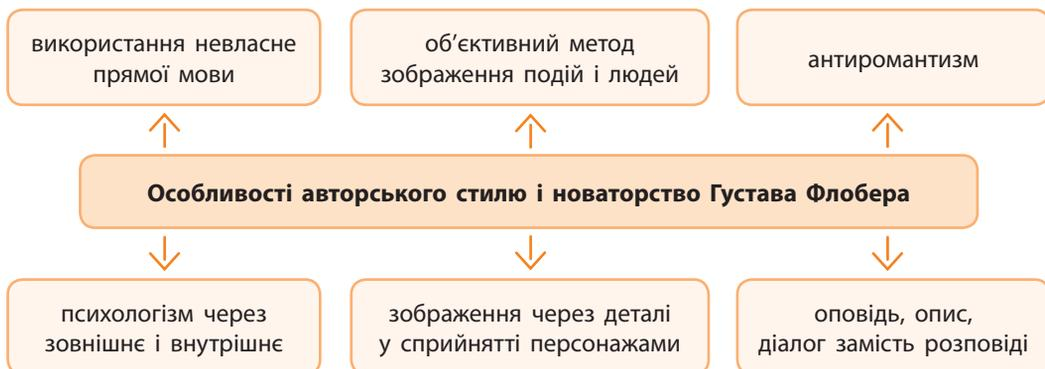 використання невласне
прямої мови
об’єктивний метод
зображення подій і людей
антиромантизм
Особливості авторського стилю і новаторство Густава Флобера
психологізм через
зовнішнє і внутрішнє
зображення через деталі
у сприйнятті персонажами
оповідь, опис,
діалог замість розповіді